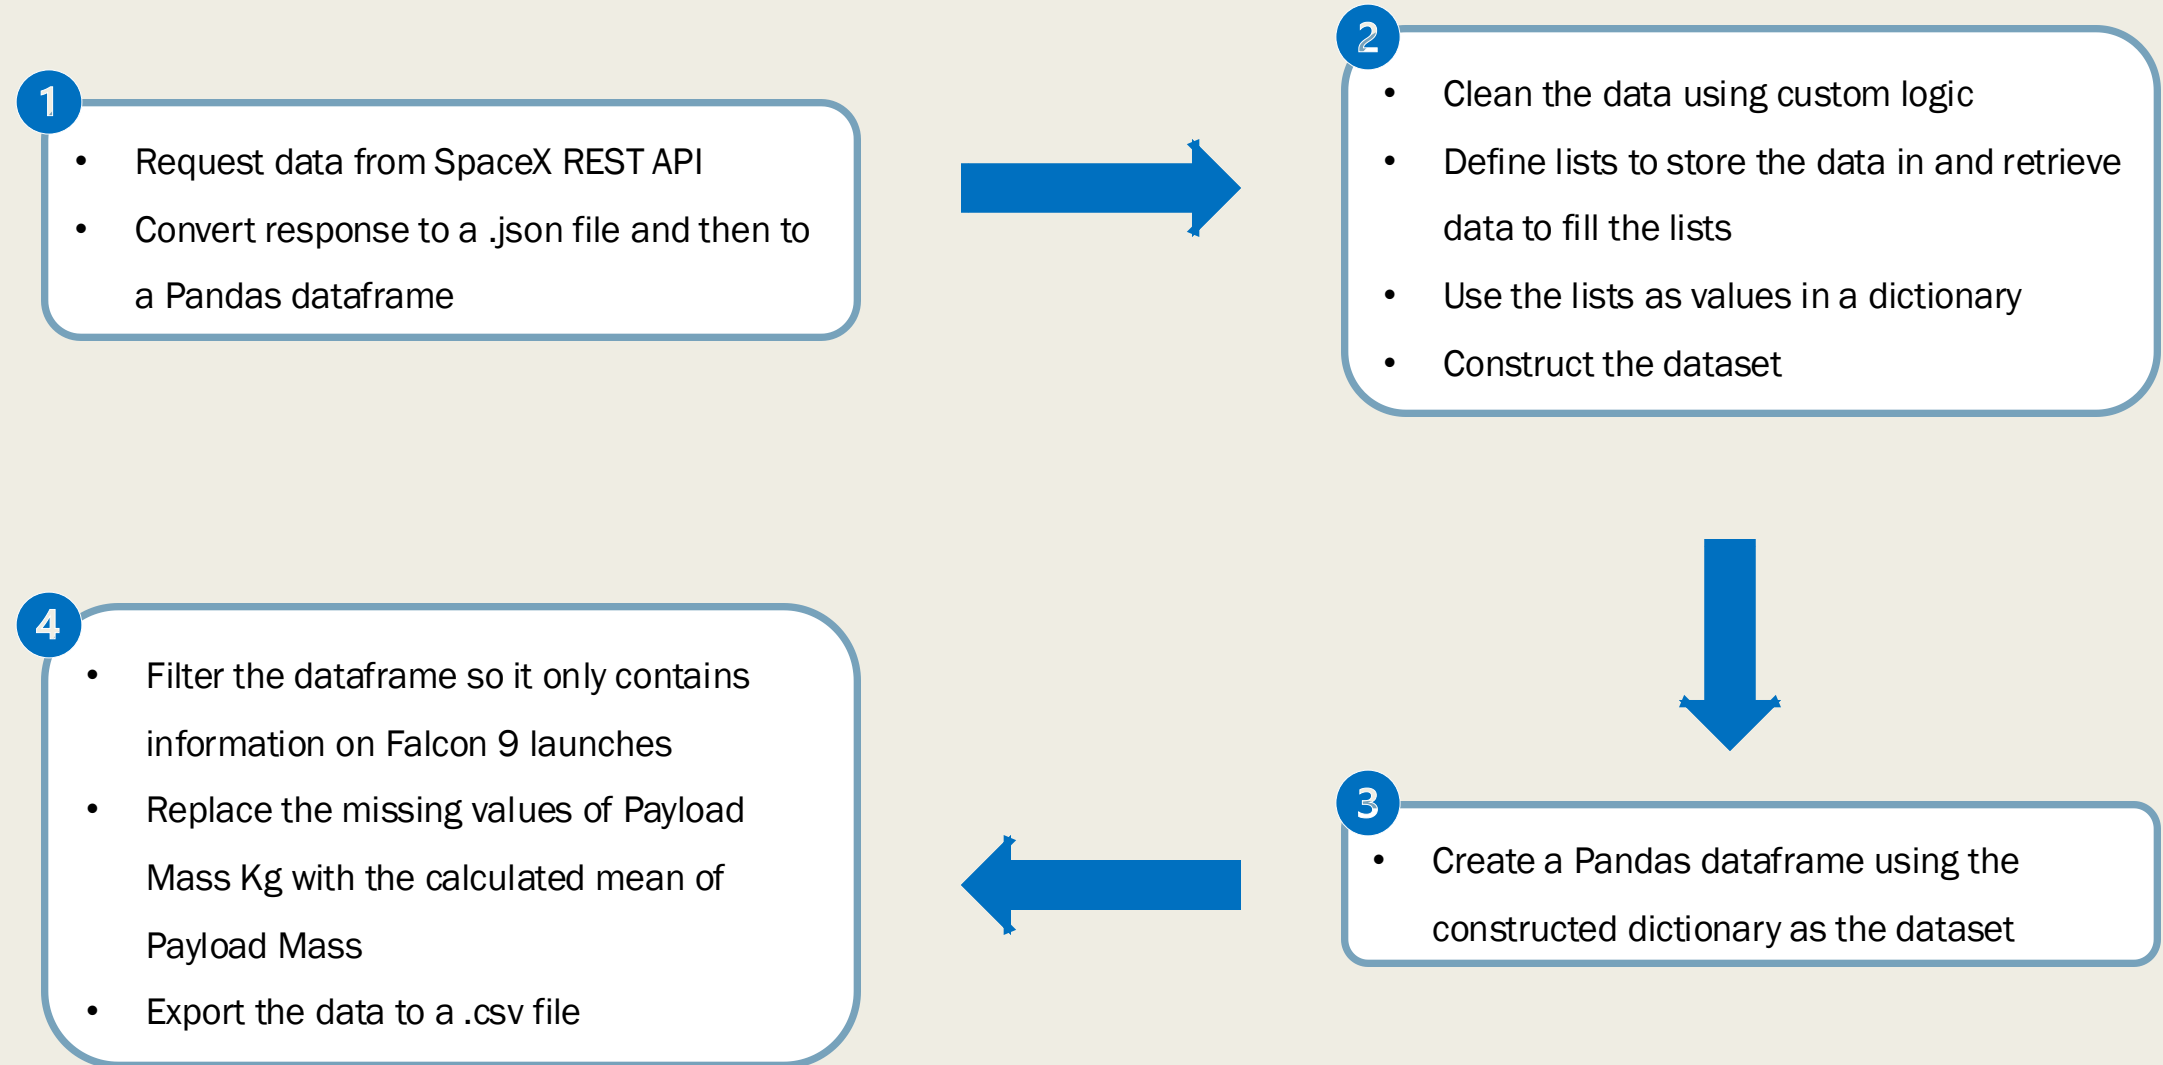 1
• Request data from SpaceX REST API
• Convert response to a .json file and then to
a Pandas dataframe
2
• Clean the data using custom logic
• Define lists to store the data in and retrieve
data to fill the lists
• Use the lists as values in a dictionary
• Construct the dataset
3
• Create a Pandas dataframe using the
constructed dictionary as the dataset
4
• Filter the dataframe so it only contains
information on Falcon 9 launches
• Replace the missing values of Payload
Mass Kg with the calculated mean of
Payload Mass
• Export the data to a .csv file